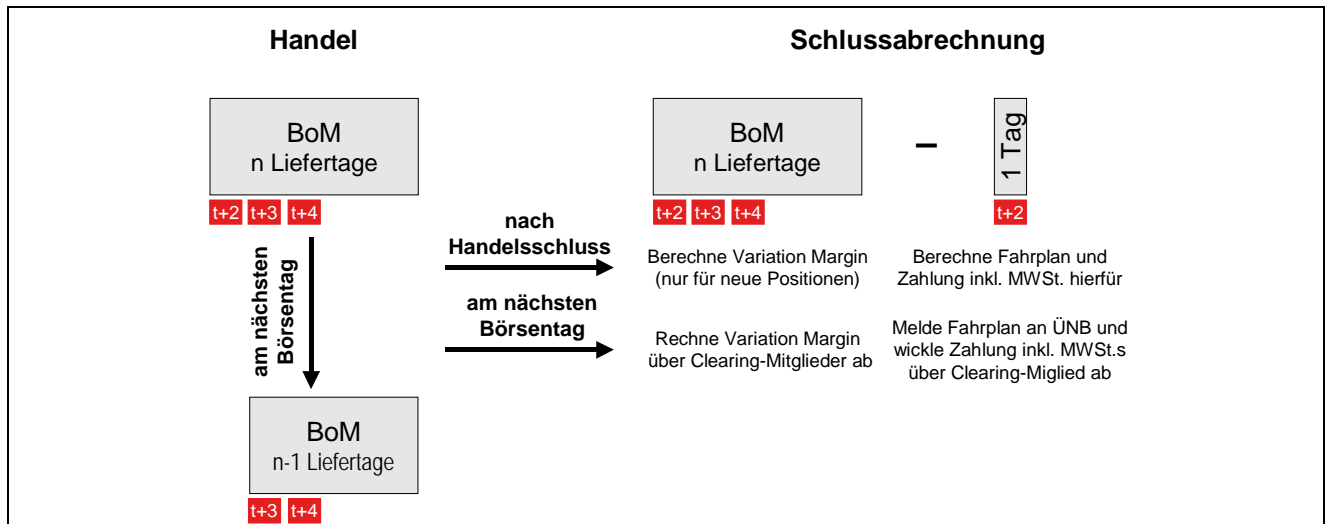 Handel
Schlussabrechnung
BoM
n Liefertage
t+2 t+3 t+4
am nächsten
Börsentag
BoM
n-1 Liefertage
t+3 t+4
nach
Handelsschluss
am nächsten
Börsentag
BoM
n Liefertage
t+2 t+3 t+4
–
1 Tag
t+2
Berechne Variation Margin
(nur für neue Positionen)
Berechne Fahrplan und
Zahlung inkl. MWSt. hierfür
Rechne Variation Margin
über Clearing-Mitglieder ab
Melde Fahrplan an ÜNB und
wickle Zahlung inkl. MWSt.s
über Clearing-Miglied ab